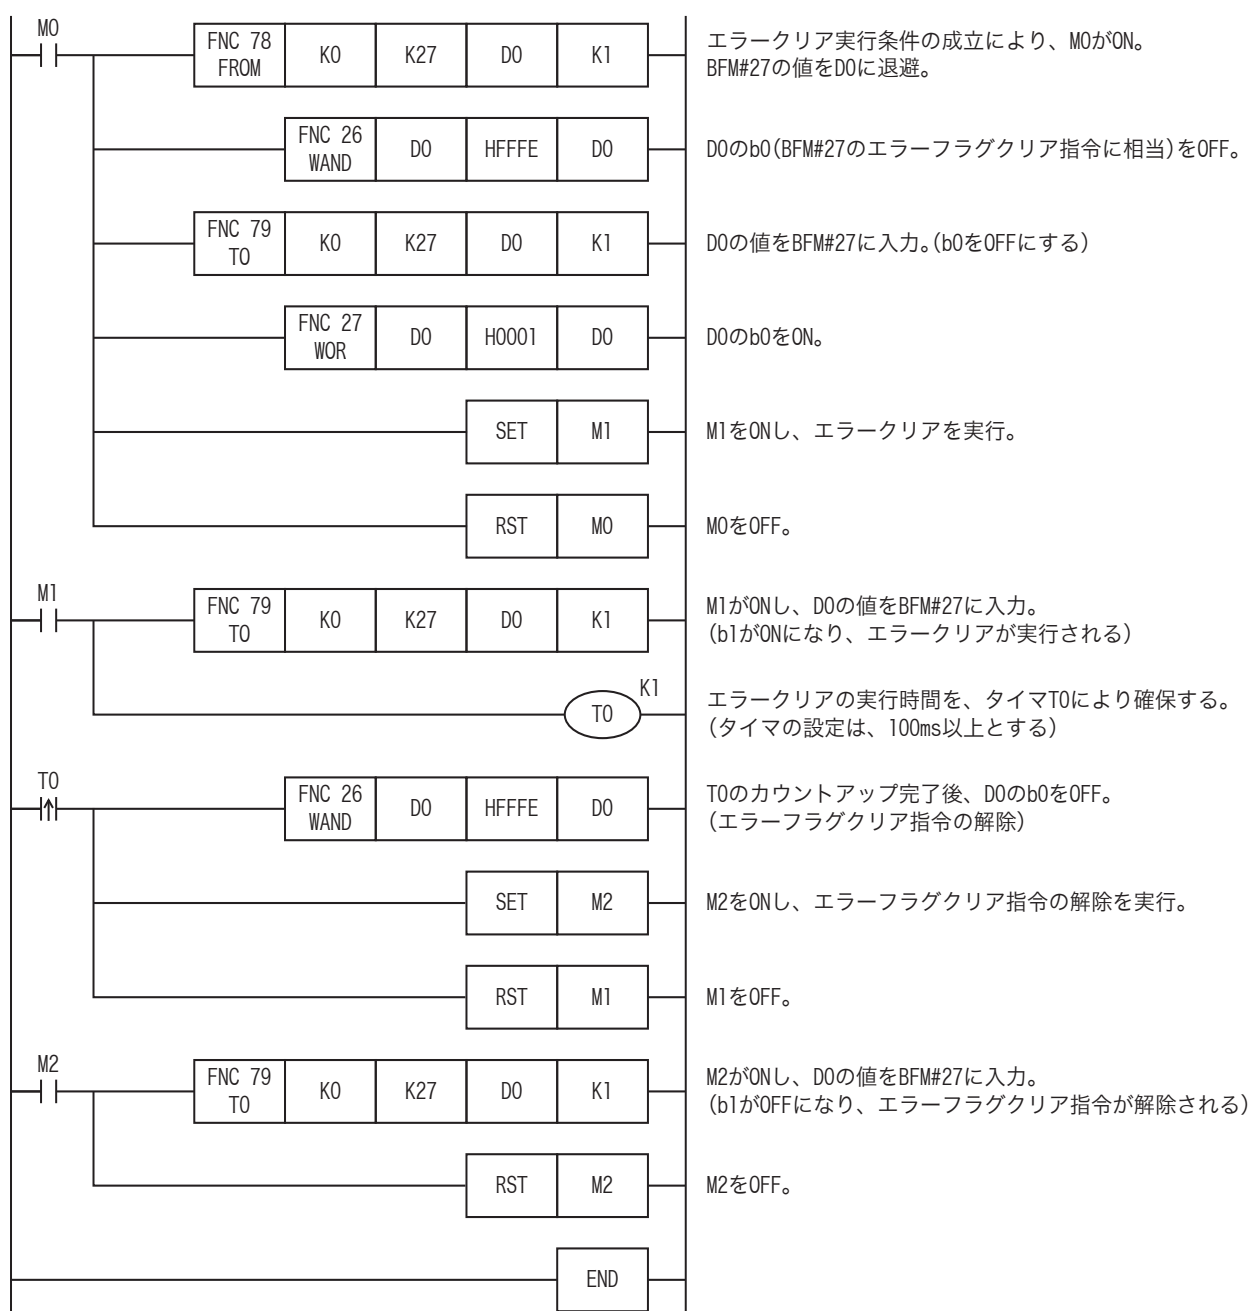 M0
FNC 78
FROM
K0
K27
D0
K1
エラークリア実行条件の成立により、M0がON。
BFM#27の値をD0に退避。
FNC 26
WAND
D0
HFFFE
D0
D0のb0(BFM#27のエラーフラグクリア指令に相当)をOFF。
FNC 79
TO
K0
K27
D0
K1
D0の値をBFM#27に入力。(b0をOFFにする)
FNC 27
WOR
D0
H0001
D0
D0のb0をON。
SET
M1
M1をONし、エラークリアを実行。
RST
M0
M0をOFF。
M1
FNC 79
TO
K0
K27
D0
K1
M1がONし、D0の値をBFM#27に入力。
(b1がONになり、エラークリアが実行される)
K1
T0
エラークリアの実行時間を、タイマT0により確保する。
(タイマの設定は、100ms以上とする)
T0
FNC 26
WAND
D0
HFFFE
D0
T0のカウントアップ完了後、D0のb0をOFF。
(エラーフラグクリア指令の解除)
SET
M2
M2をONし、エラーフラグクリア指令の解除を実行。
RST
M1
M1をOFF。
M2
FNC 79
TO
K0
K27
D0
K1
M2がONし、D0の値をBFM#27に入力。
(b1がOFFになり、エラーフラグクリア指令が解除される)
RST
M2
M2をOFF。
END